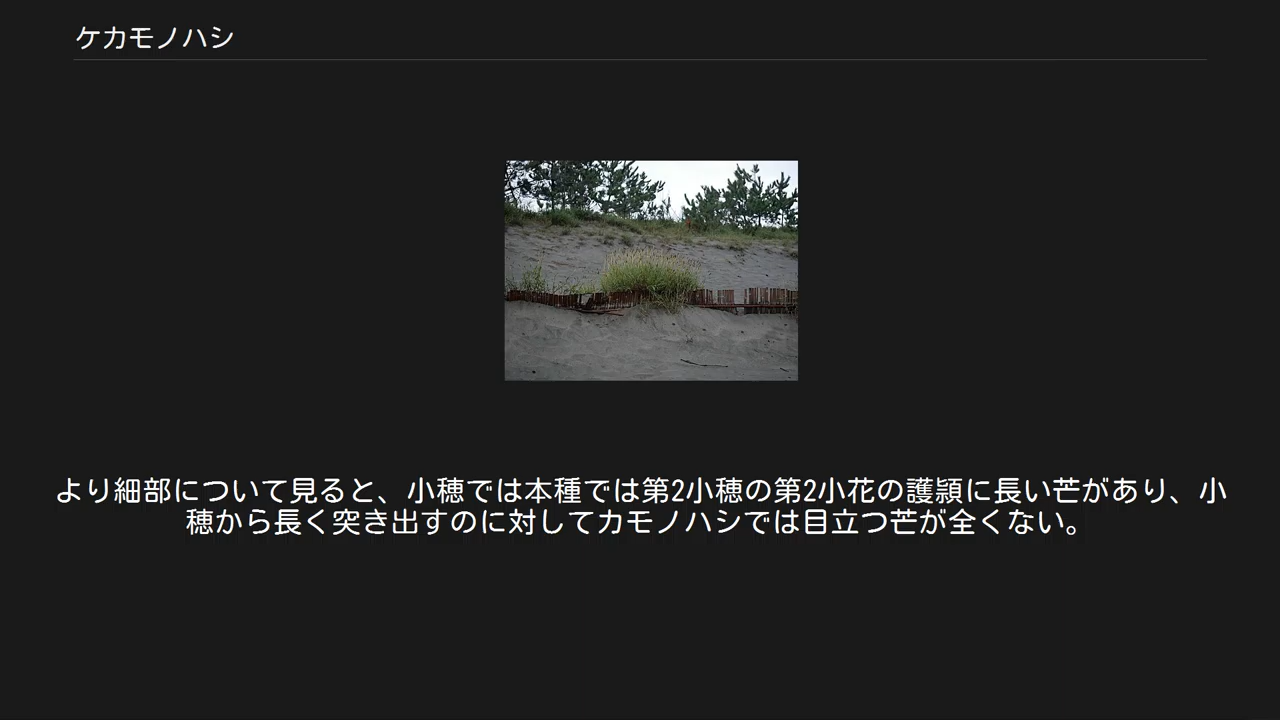 ケカモノハシ
より細部について見ると、小穂では本種では第2小穂の第2小花の護頴に長い芒があり、小
穂から長く突き出すのに対してカモノハシでは目立つ芒が全くない。